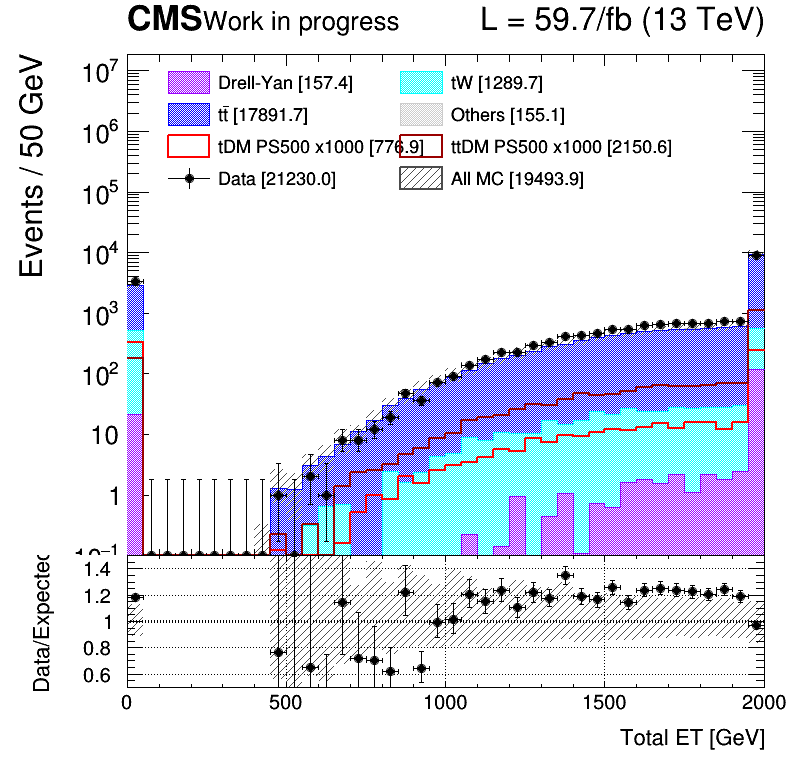 CMS Work in progress L = 59.7/fb (13 TeV)
Events / 50 GeV
10⁷
10⁶
10⁵
10⁴
10³
10²
10
1
10⁻¹
Drell-Yan [157.4] tW [1289.7]
tt̄ [17891.7] Others [155.1]
tDM PS500 x1000 [776.9] ttDM PS500 x1000 [2150.6]
Data [21230.0] All MC [19493.9]
Data/Expected
1.4
1.2
1
0.8
0.6
0 500 1000 1500 2000
Total ET [GeV]